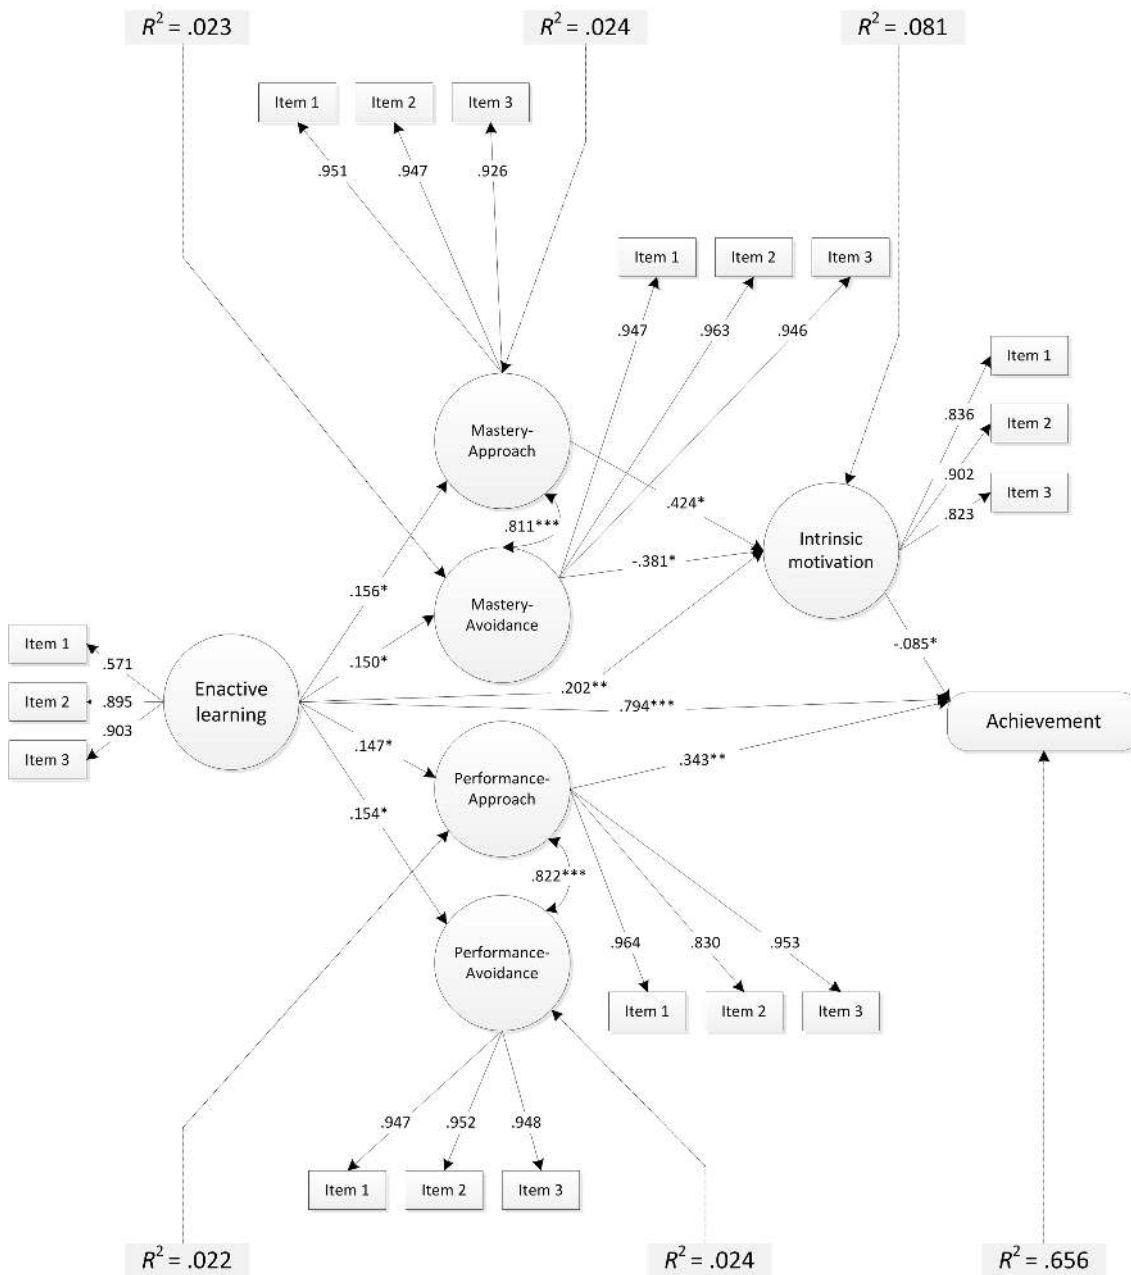 R² = .023
R² = .024
R² = .081
Item 1
Item 2
Item 3
.951
.947
.926
Item 1
Item 2
Item 3
.947
.963
.946
Item 1
Item 2
Item 3
.836
.902
.823
Mastery-
Approach
.424*
.811***
Intrinsic
motivation
-.381*
.156*
Mastery-
Avoidance
.150*
-.085*
Item 1
Item 2
Item 3
.571
.895
.903
Enactive
learning
.202**
.794***
Achievement
.147*
.343**
Performance-
Approach
.154*
.822***
.964
.830
.953
Performance-
Avoidance
Item 1
Item 2
Item 3
.947
.952
.948
Item 1
Item 2
Item 3
R² = .022
R² = .024
R² = .656